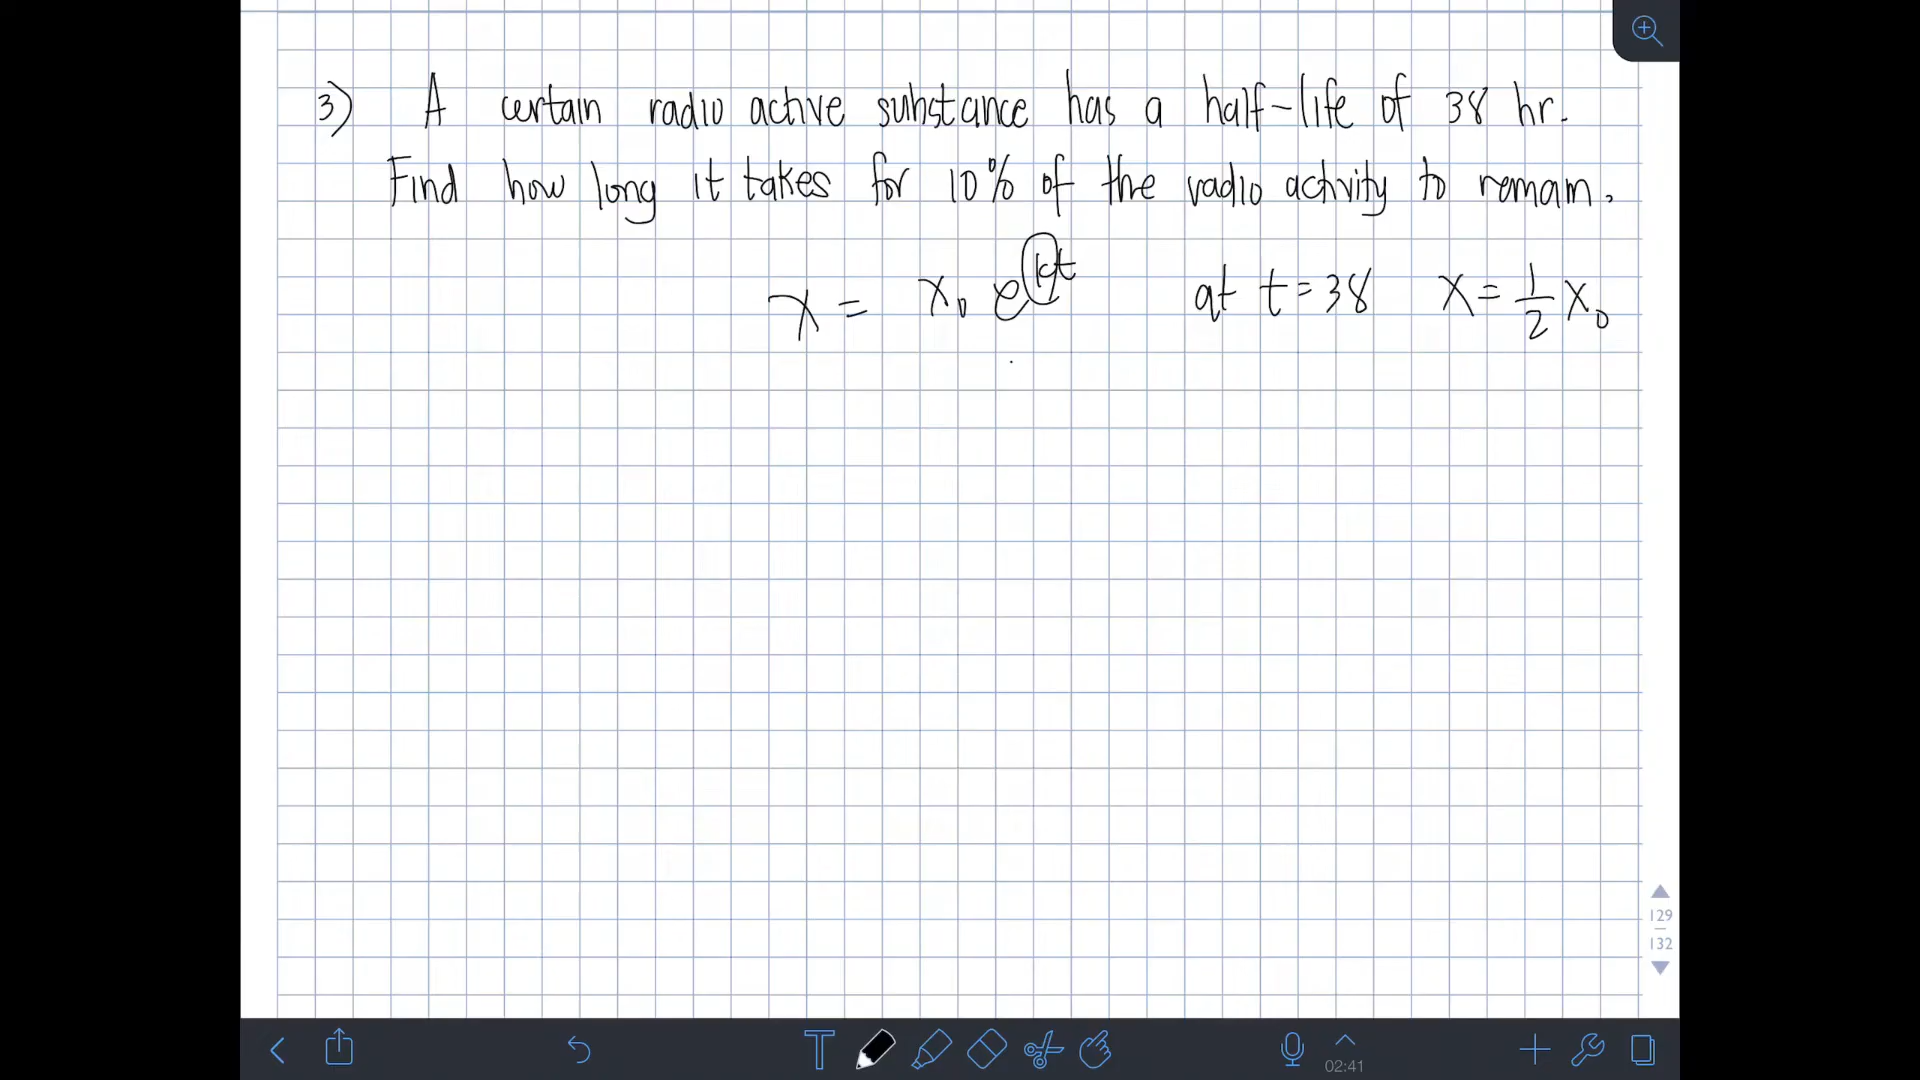 3) A certain radio active substance has a half-life of 38 hr.
Find how long it takes for 10% of the radio activity to remain.
x = x₀ e^kt at t=38 x = 1/2 x₀
129
132
T
02:41